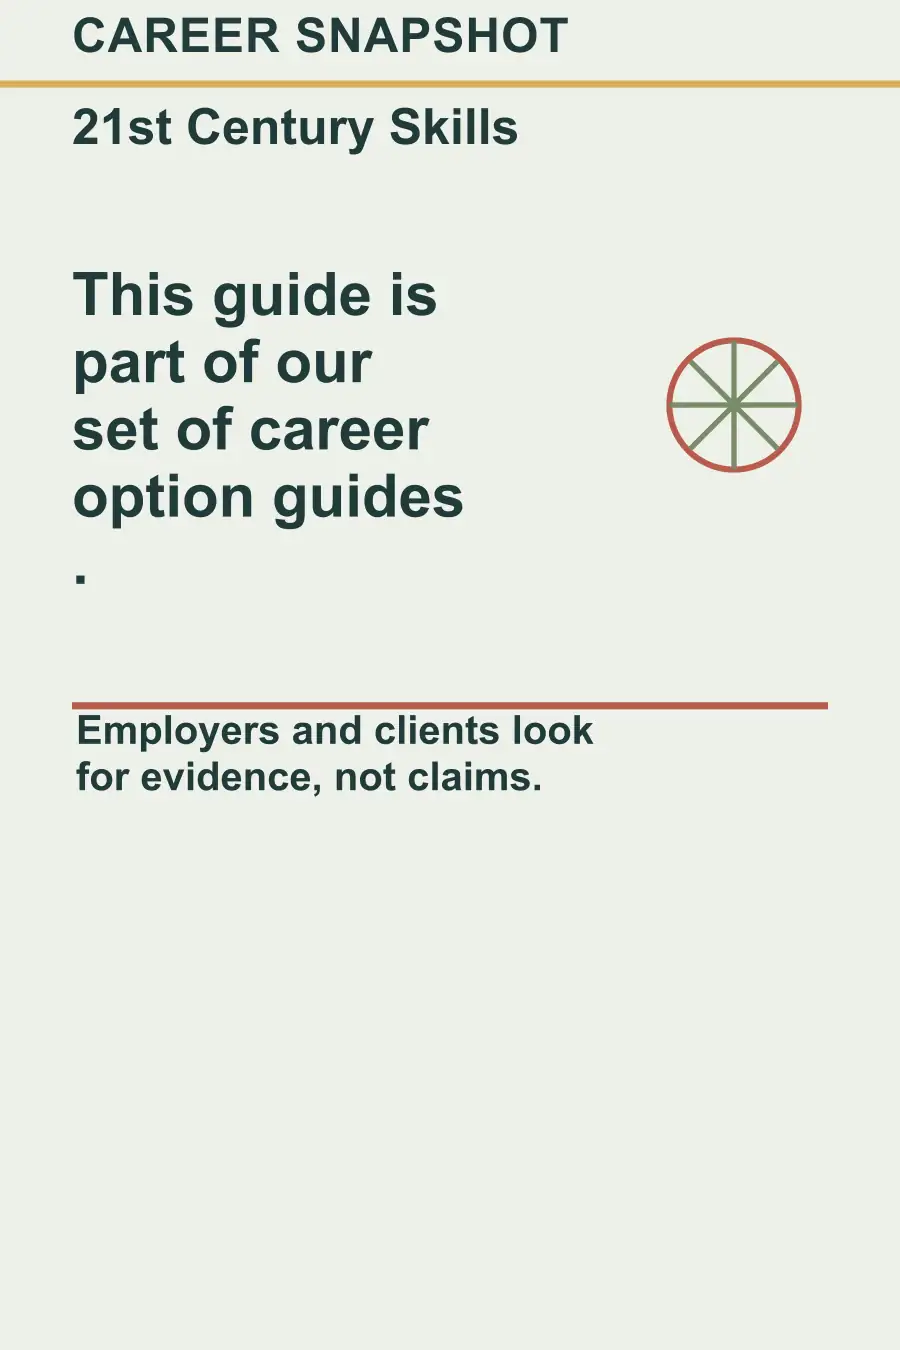 CAREER SNAPSHOT
21st Century Skills
This guide is
part of our
set of career
option guides
.
Employers and clients look
for evidence, not claims.